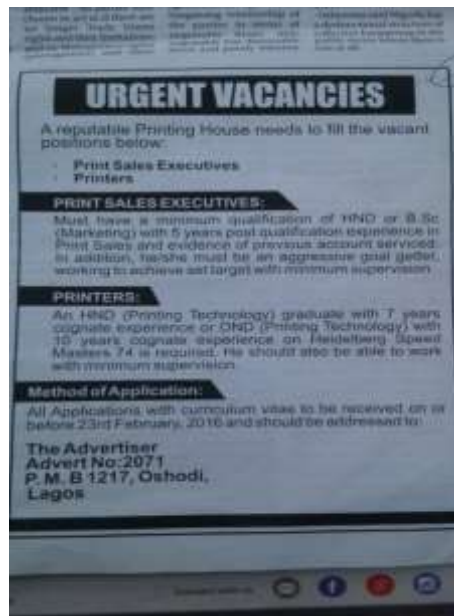 URGENT VACANCIES
A reputable Printing House needs to fill the vacant
positions below:
Print Sales Executives
Printers
PRINT SALES EXECUTIVES:
Must have a minimum qualification of HND or B.Sc
(Marketing) with 5 years post qualification experience in
Print Sales and evidence of previous account serviced.
In addition, he/she must be an aggressive goal getter,
working to achieve set target with minimum supervision
PRINTERS:
An HND (Printing Technology) graduate with 7 years
cognate experience or OND (Printing Technology) with
10 years cognate experience on Heidelberg Speed
Masters 74 is required. He should also be able to work
with minimum supervision
Method of Application:
All Applications with curriculum vitae to be received on or
before 23rd February, 2016 and should be addressed to:
The Advertiser
Advert No:2071
P. M. B 1217, Oshodi,
Lagos